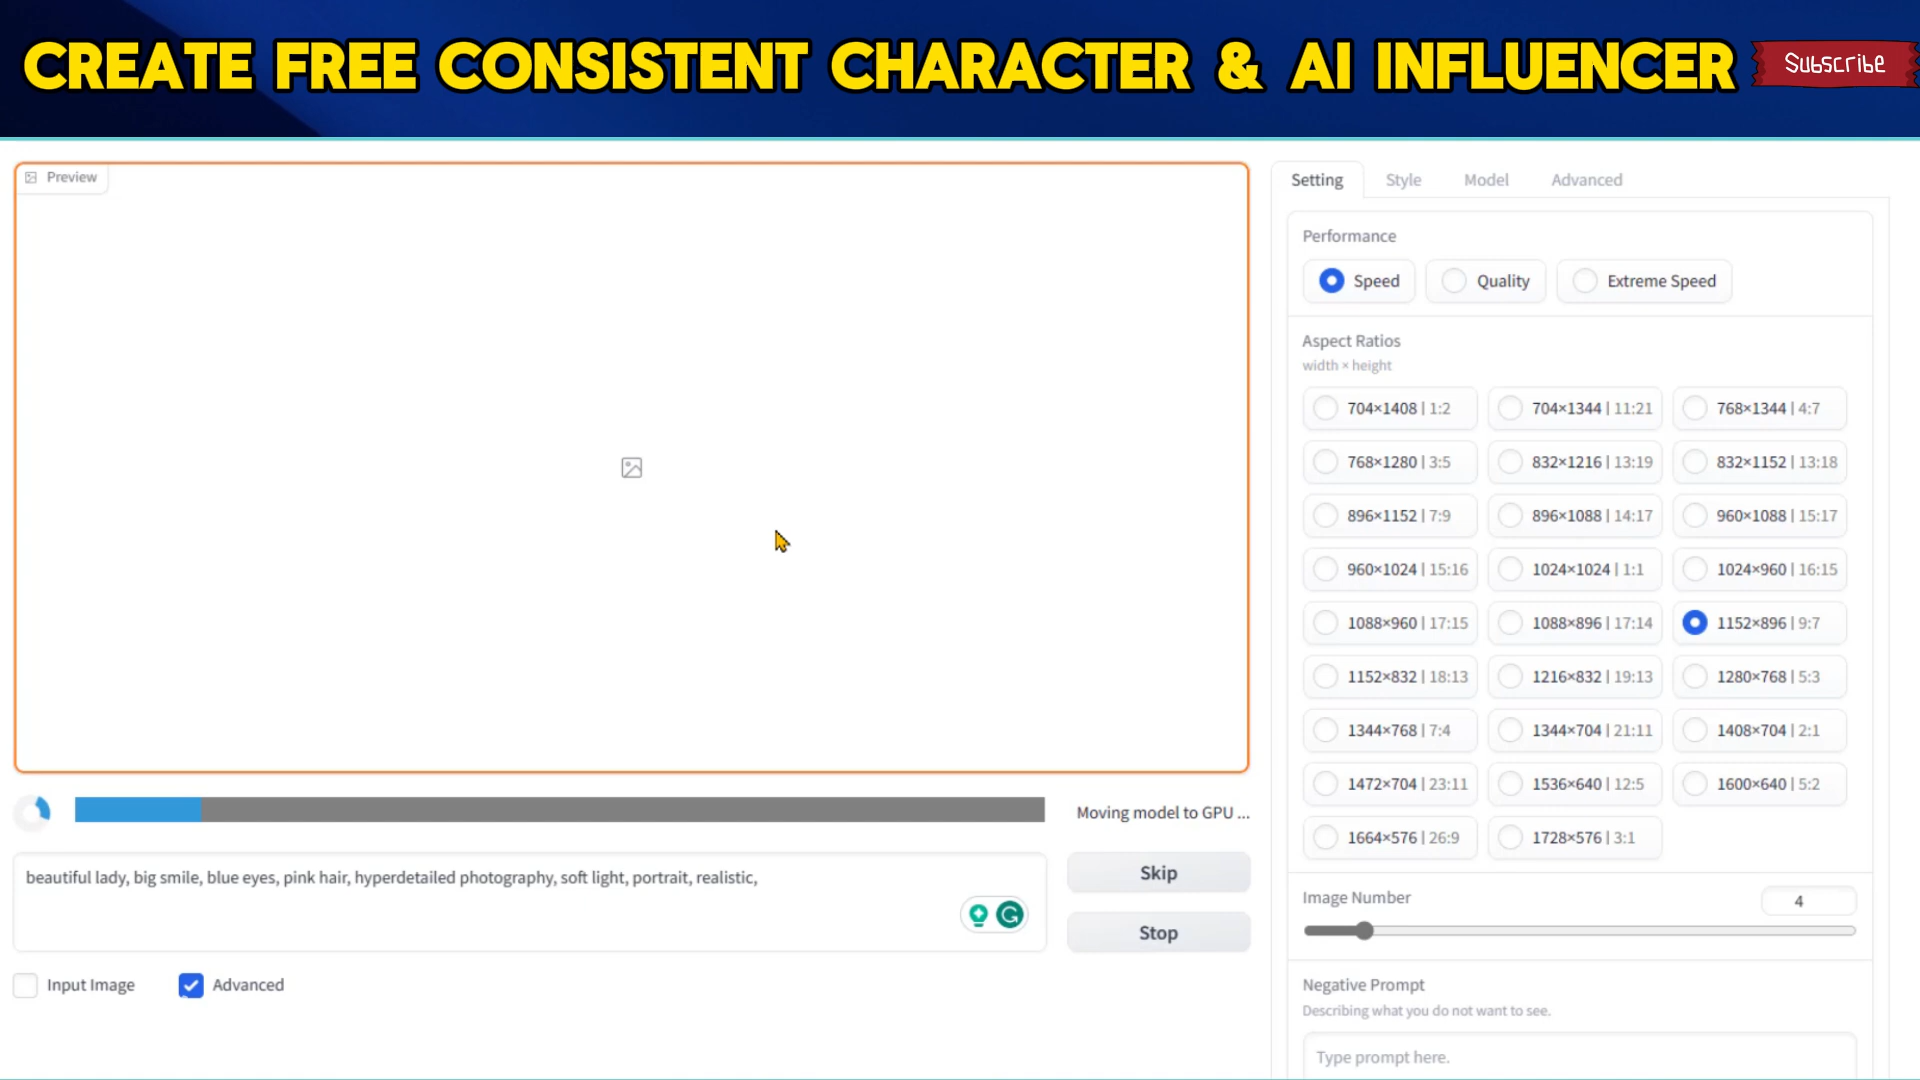 CREATE FREE CONSISTENT CHARACTER & AI INFLUENCER
Subscribe
Preview
Setting Style Model Advanced
Performance
Speed Quality Extreme Speed
Aspect Ratios
width × height
704×1408 | 1:2 704×1344 | 11:21 768×1344 | 4:7
768×1280 | 3:5 832×1216 | 13:19 832×1152 | 13:18
896×1152 | 7:9 896×1088 | 14:17 960×1088 | 15:17
960×1024 | 15:16 1024×1024 | 1:1 1024×960 | 16:15
1088×960 | 17:15 1088×896 | 17:14 1152×896 | 9:7
1152×832 | 18:13 1216×832 | 19:13 1280×768 | 5:3
1344×768 | 7:4 1344×704 | 21:11 1408×704 | 2:1
1472×704 | 23:11 1536×640 | 12:5 1600×640 | 5:2
1664×576 | 26:9 1728×576 | 3:1
Image Number 4
Negative Prompt
Describing what you do not want to see.
Type prompt here.
Moving model to GPU ...
beautiful lady, big smile, blue eyes, pink hair, hyperdetailed photography, soft light, portrait, realistic,
Skip
Stop
Input Image Advanced